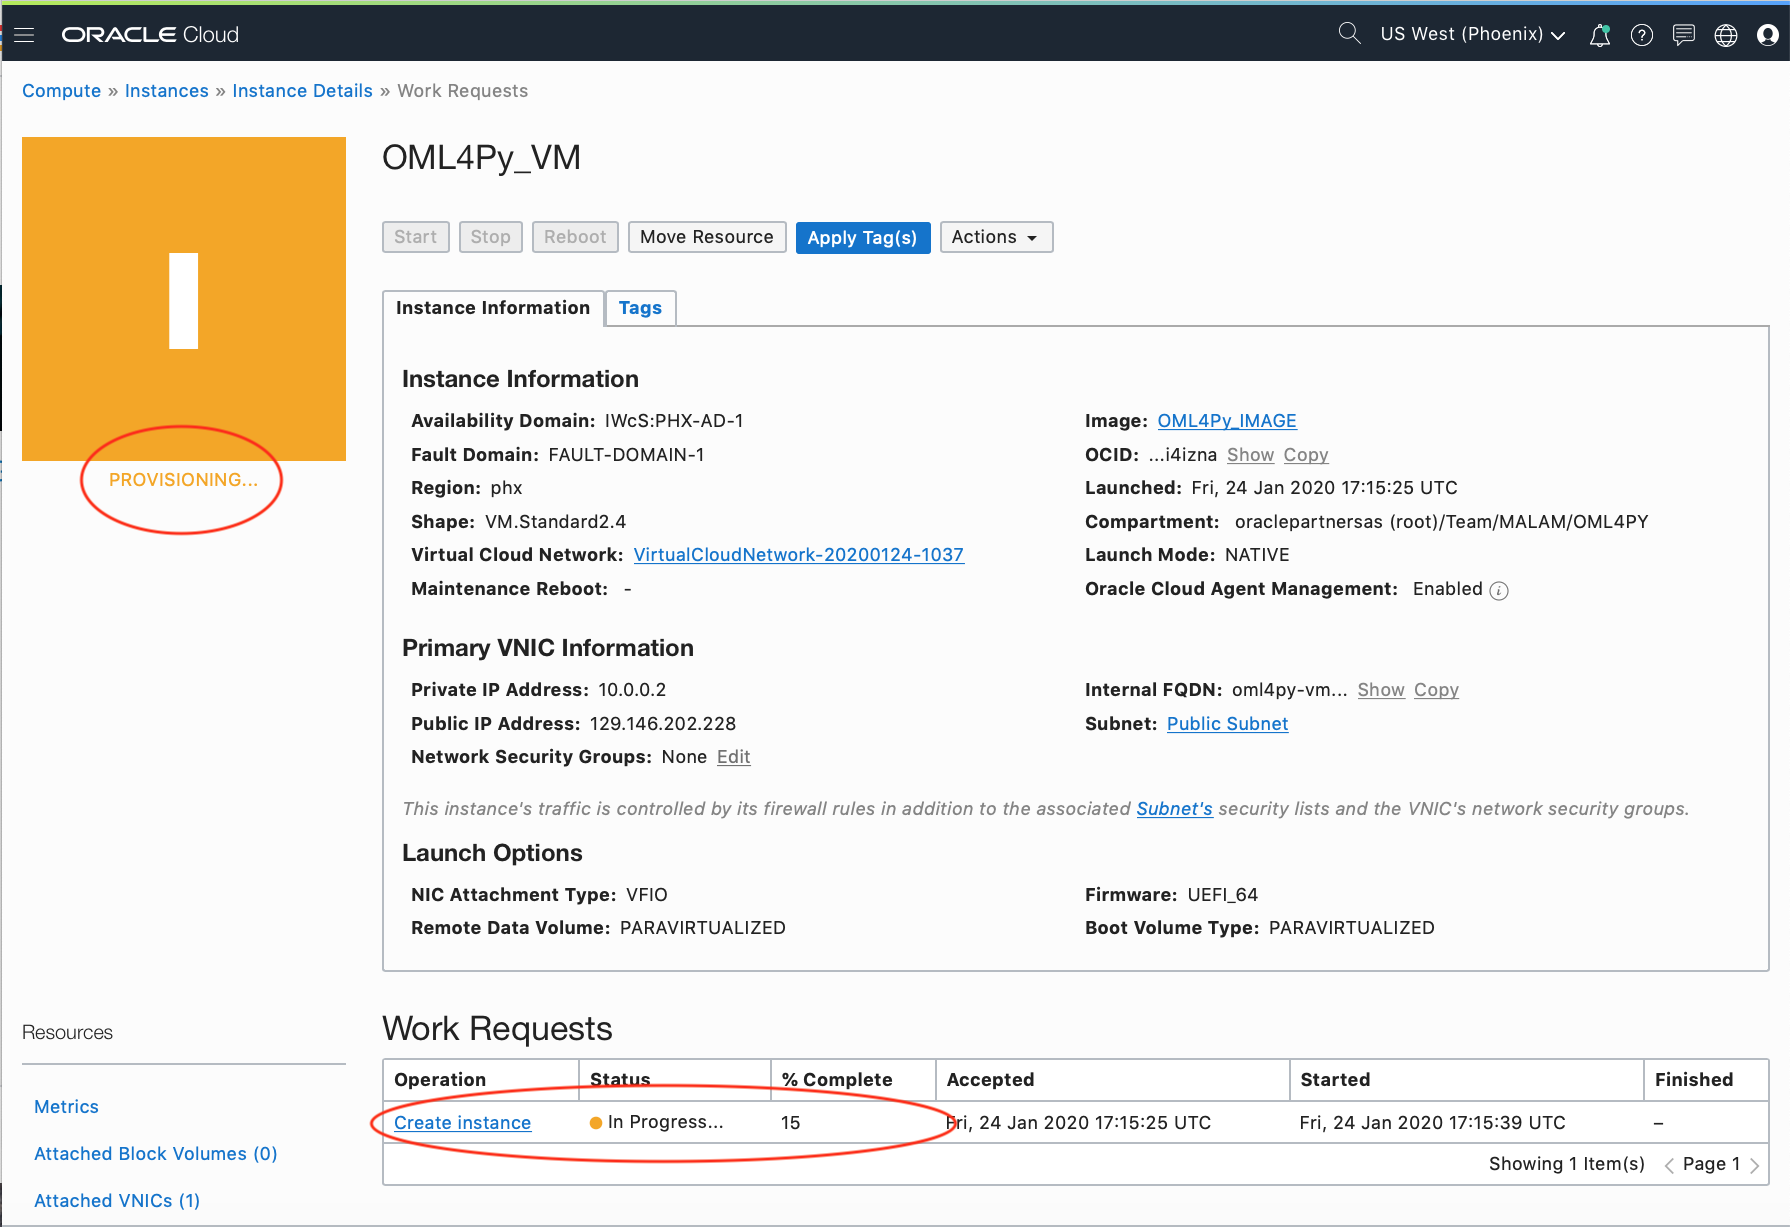 ORACLE Cloud
US West (Phoenix)
Compute » Instances » Instance Details » Work Requests
I
PROVISIONING...
OML4Py_VM
Start Stop Reboot Move Resource Apply Tag(s) Actions
Instance Information Tags
Instance Information
Availability Domain: IWcS:PHX-AD-1
Fault Domain: FAULT-DOMAIN-1
Region: phx
Shape: VM.Standard2.4
Virtual Cloud Network: VirtualCloudNetwork-20200124-1037
Maintenance Reboot: -
Image: OML4Py_IMAGE
OCID: ...i4izna Show Copy
Launched: Fri, 24 Jan 2020 17:15:25 UTC
Compartment: oraclepartnersas (root)/Team/MALAM/OML4PY
Launch Mode: NATIVE
Oracle Cloud Agent Management: Enabled
Primary VNIC Information
Private IP Address: 10.0.0.2
Public IP Address: 129.146.202.228
Network Security Groups: None Edit
Internal FQDN: oml4py-vm... Show Copy
Subnet: Public Subnet
This instance's traffic is controlled by its firewall rules in addition to the associated Subnet's security lists and the VNIC's network security groups.
Launch Options
NIC Attachment Type: VFIO
Remote Data Volume: PARAVIRTUALIZED
Firmware: UEFI_64
Boot Volume Type: PARAVIRTUALIZED
Resources
Metrics
Attached Block Volumes (0)
Attached VNICs (1)
Work Requests
Operation Status % Complete Accepted Started Finished
Create instance In Progress... 15 Fri, 24 Jan 2020 17:15:25 UTC Fri, 24 Jan 2020 17:15:39 UTC –
Showing 1 Item(s) < Page 1 >